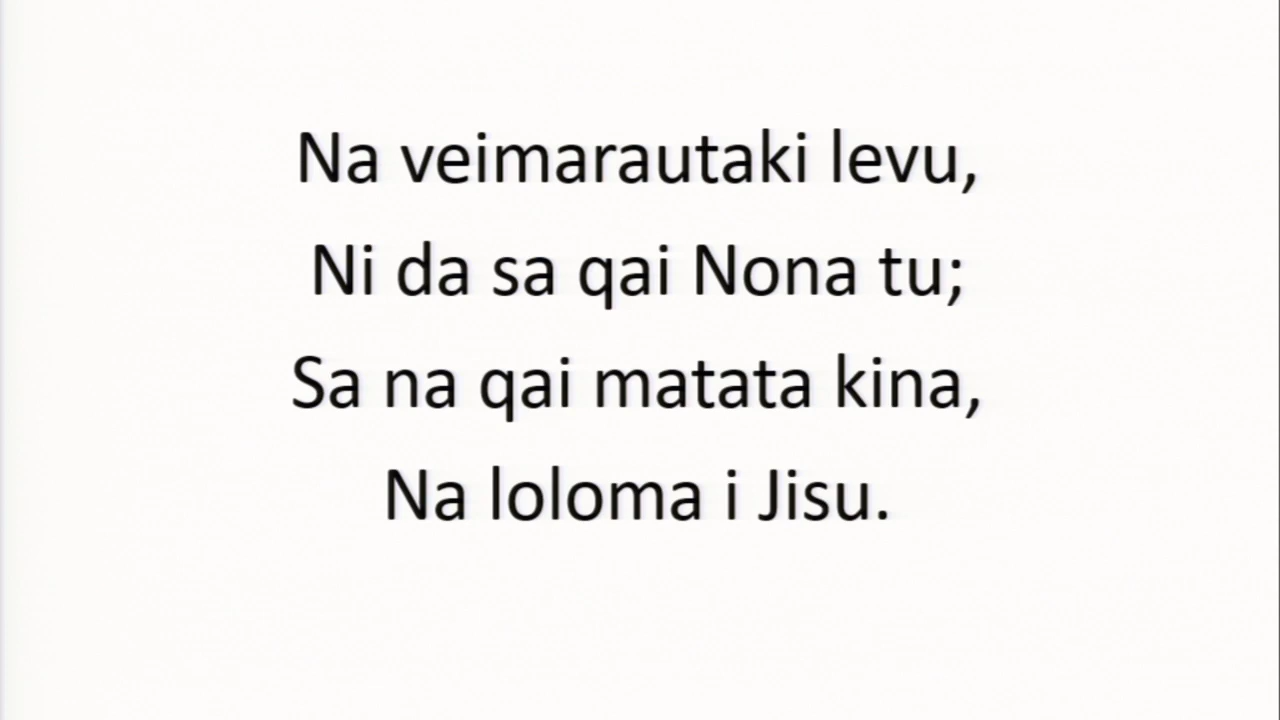 Na veimarautaki levu,
Ni da sa qai Nona tu;
Sa na qai matata kina,
Na loloma i Jisu.